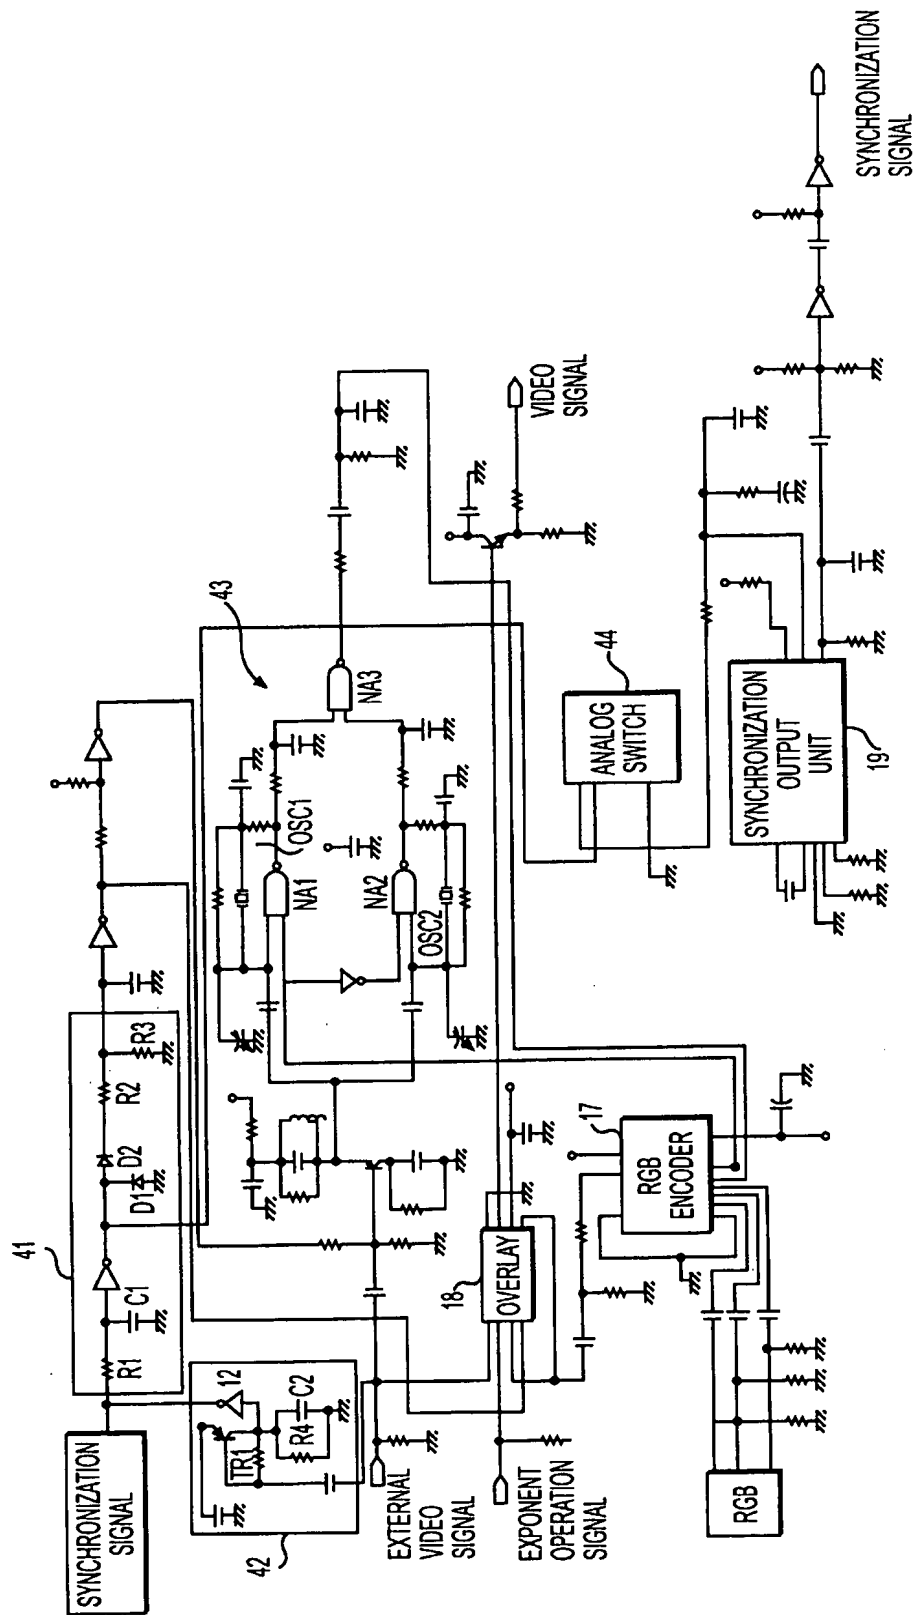 SYNCHRONIZATION
SIGNAL
41
R1
C1
D1
D2
R2
R3
42
TR1
12
R4
C2
43
OSC1
NA1
NA2
OSC2
NA3
EXTERNAL
VIDEO
SIGNAL
VIDEO
SIGNAL
EXPONENT
OPERATION
SIGNAL
18
OVERLAY
17
RGB
ENCODER
RGB
44
ANALOG
SWITCH
SYNCHRONIZATION
OUTPUT
UNIT
19
SYNCHRONIZATION
SIGNAL